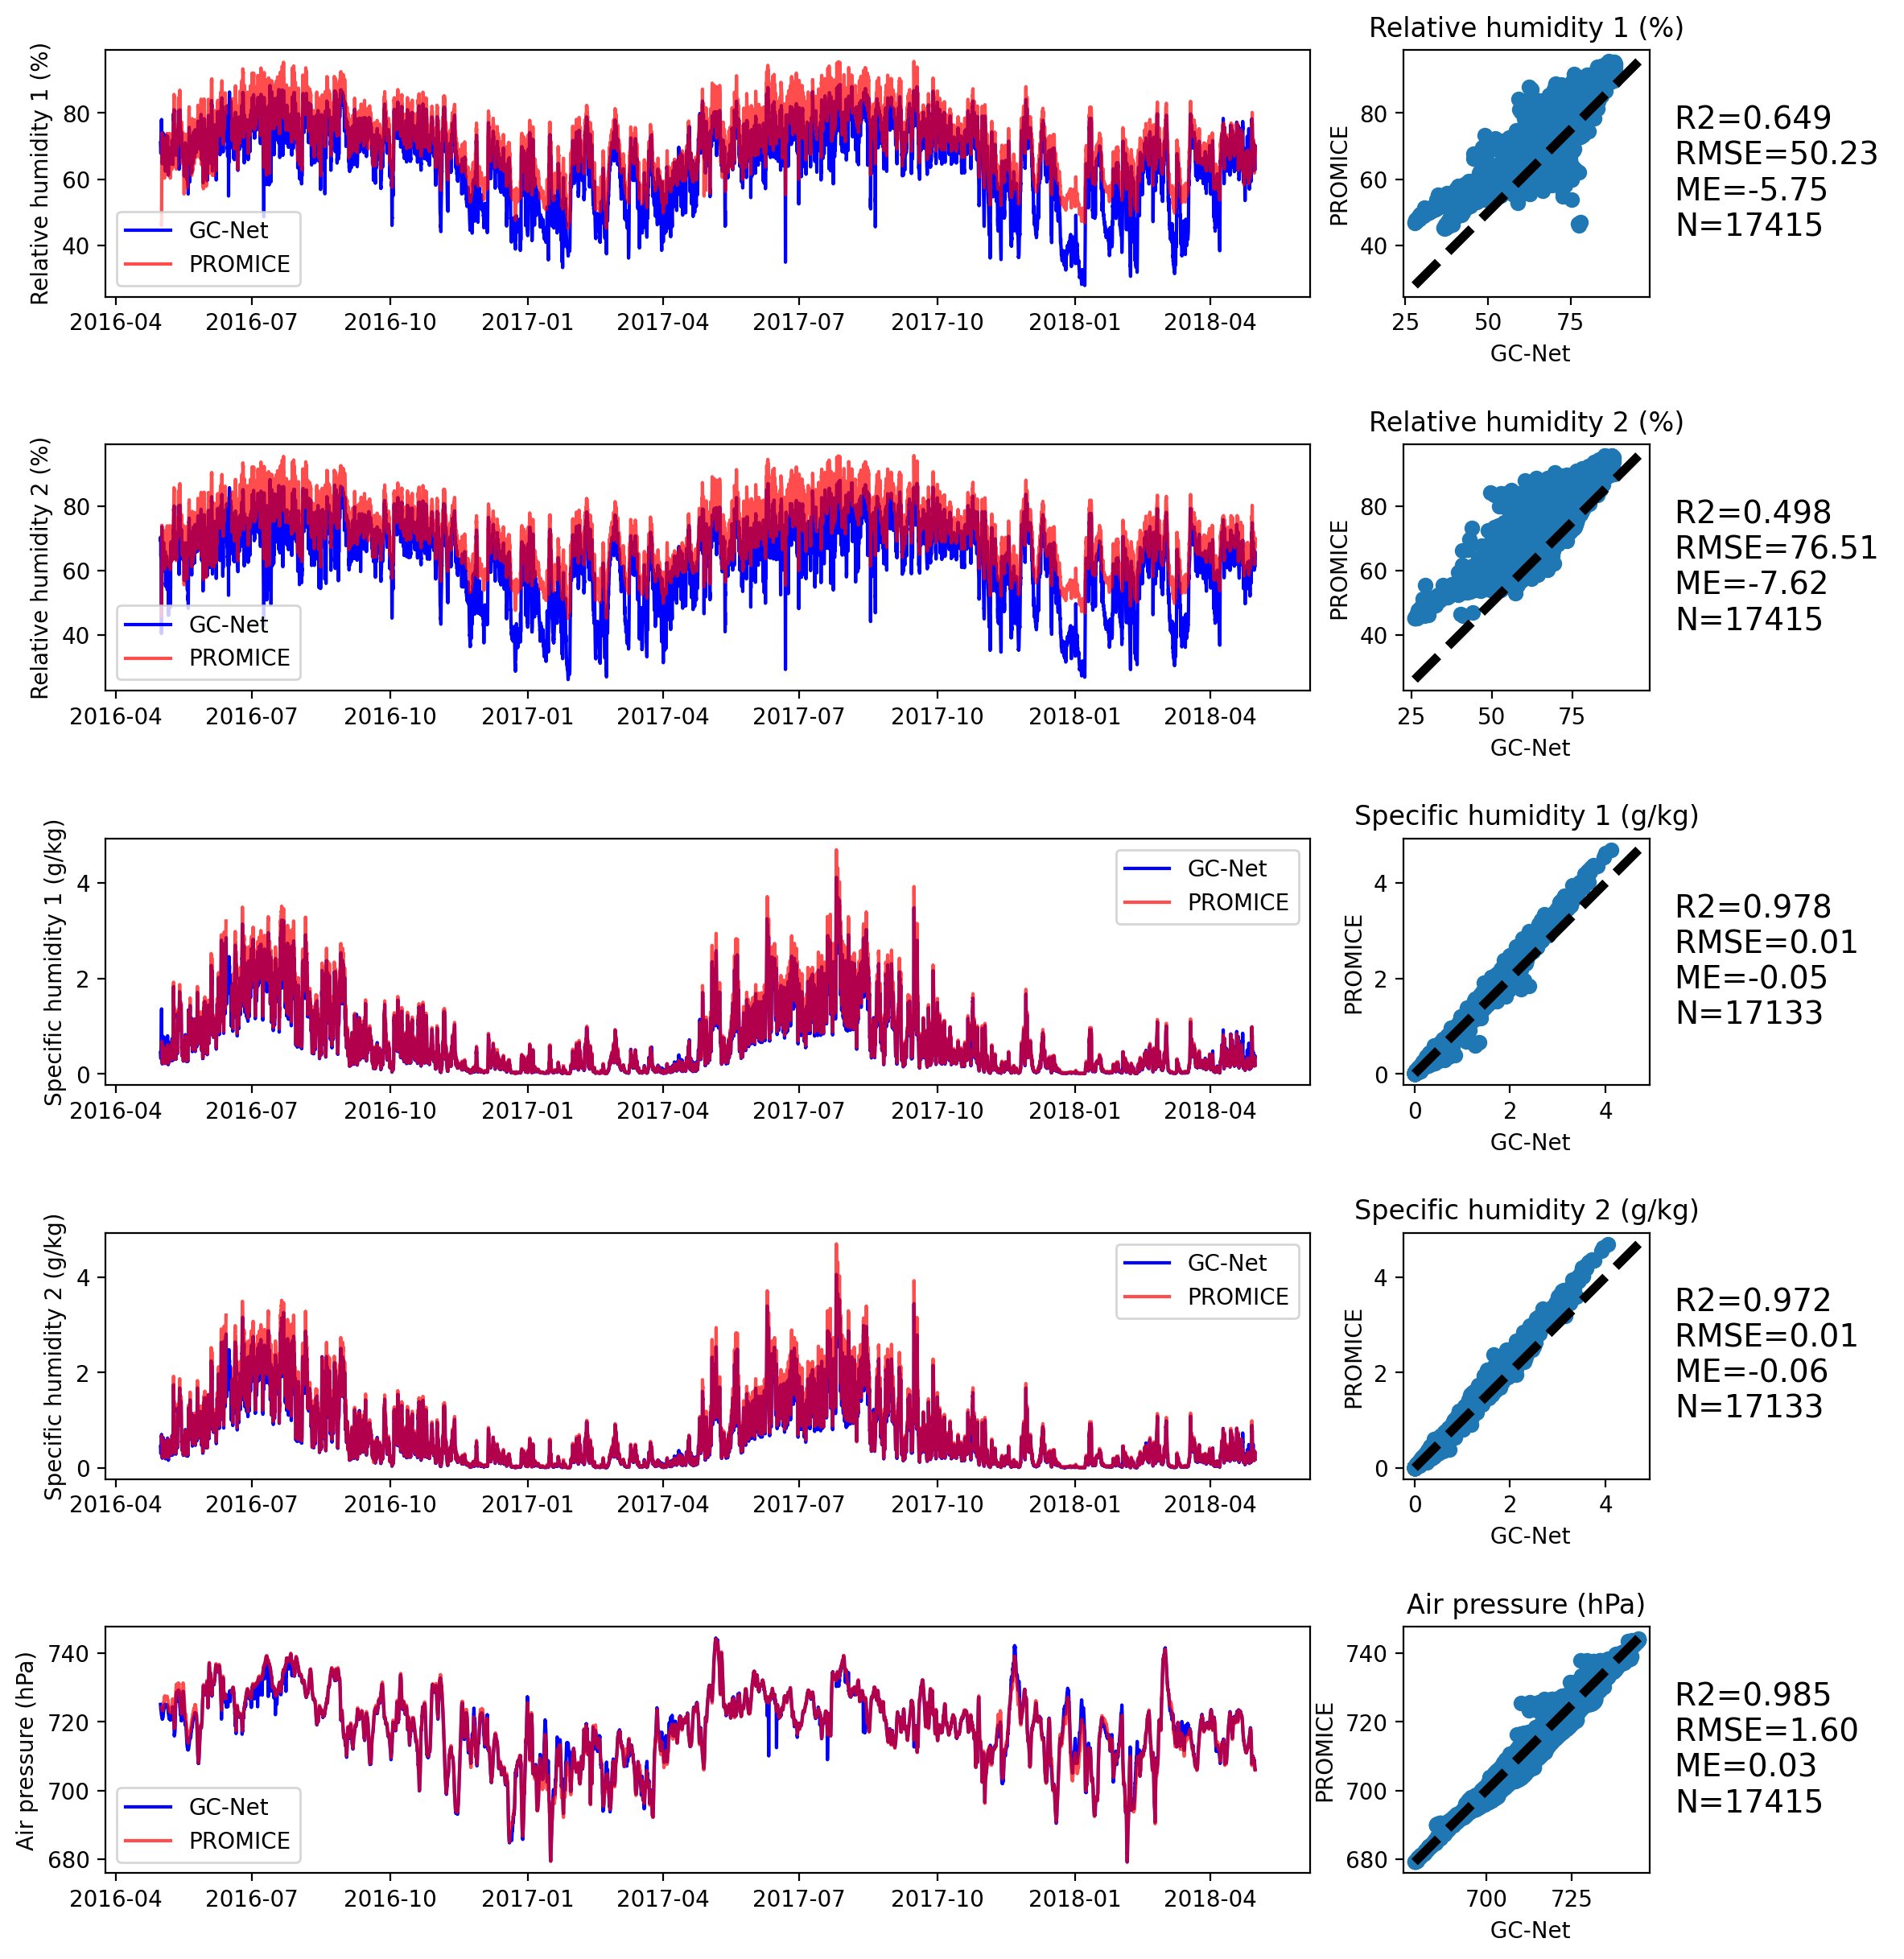 Relative humidity 1 (%)
Relative humidity 1 (%)
80
60
40
GC-Net
PROMICE
2016-04 2016-07 2016-10 2017-01 2017-04 2017-07 2017-10 2018-01 2018-04
PROMICE
80
60
40
25 50 75
GC-Net
R2=0.649
RMSE=50.23
ME=-5.75
N=17415
Relative humidity 2 (%)
Relative humidity 2 (%)
80
60
40
GC-Net
PROMICE
2016-04 2016-07 2016-10 2017-01 2017-04 2017-07 2017-10 2018-01 2018-04
PROMICE
80
60
40
25 50 75
GC-Net
R2=0.498
RMSE=76.51
ME=-7.62
N=17415
Specific humidity 1 (g/kg)
Specific humidity 1 (g/kg)
4
2
0
GC-Net
PROMICE
2016-04 2016-07 2016-10 2017-01 2017-04 2017-07 2017-10 2018-01 2018-04
PROMICE
4
2
0
0 2 4
GC-Net
R2=0.978
RMSE=0.01
ME=-0.05
N=17133
Specific humidity 2 (g/kg)
Specific humidity 2 (g/kg)
4
2
0
GC-Net
PROMICE
2016-04 2016-07 2016-10 2017-01 2017-04 2017-07 2017-10 2018-01 2018-04
PROMICE
4
2
0
0 2 4
GC-Net
R2=0.972
RMSE=0.01
ME=-0.06
N=17133
Air pressure (hPa)
Air pressure (hPa)
740
720
700
680
GC-Net
PROMICE
2016-04 2016-07 2016-10 2017-01 2017-04 2017-07 2017-10 2018-01 2018-04
PROMICE
740
720
700
680
700 725
GC-Net
R2=0.985
RMSE=1.60
ME=0.03
N=17415